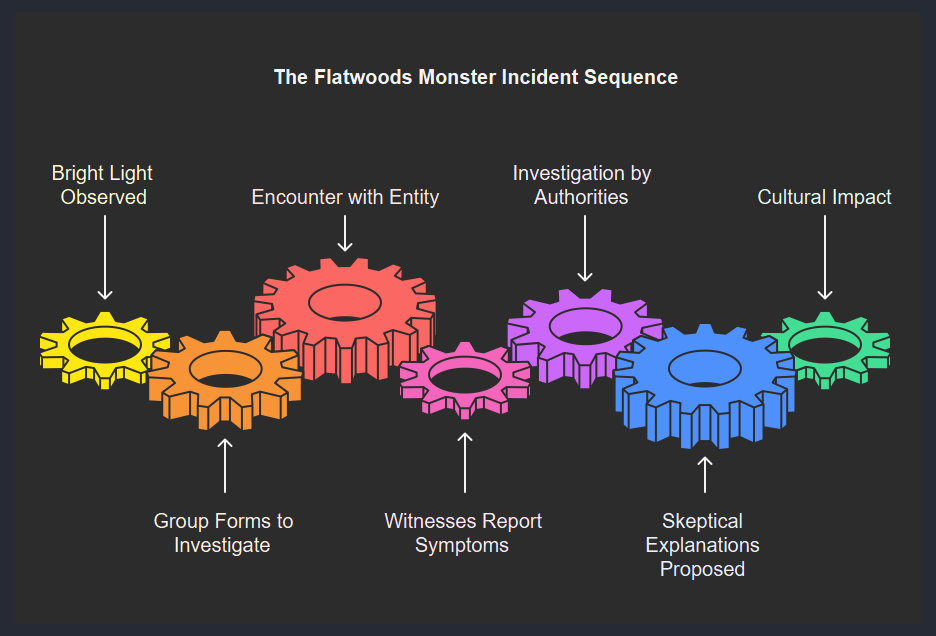 The Flatwoods Monster Incident Sequence
Bright Light
Observed
Group Forms to
Investigate
Encounter with Entity
Witnesses Report
Symptoms
Investigation by
Authorities
Skeptical
Explanations
Proposed
Cultural Impact